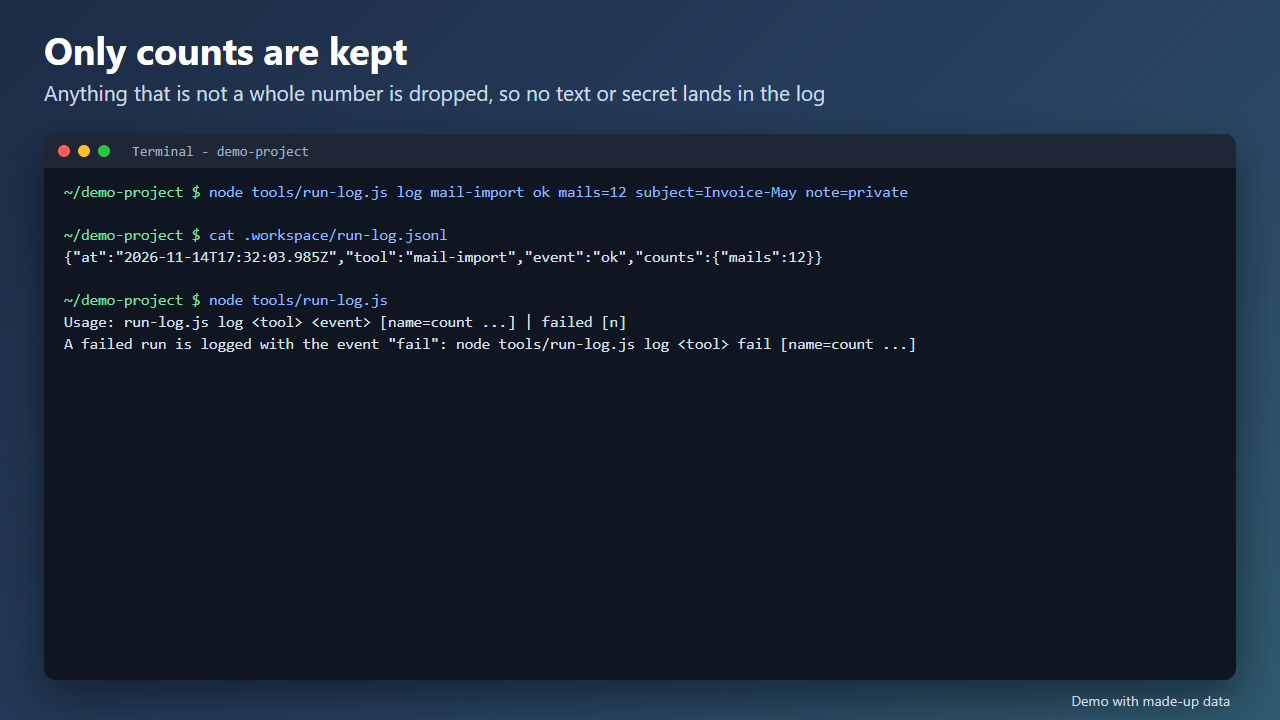 Only counts are kept
Anything that is not a whole number is dropped, so no text or secret lands in the log
Terminal - demo-project
~/demo-project $ node tools/run-log.js log mail-import ok mails=12 subject=Invoice-May note=private
~/demo-project $ cat .workspace/run-log.jsonl
{"at":"2026-11-14T17:32:03.985Z","tool":"mail-import","event":"ok","counts":{"mails":12}}
~/demo-project $ node tools/run-log.js
Usage: run-log.js log <tool> <event> [name=count ...] | failed [n]
A failed run is logged with the event "fail": node tools/run-log.js log <tool> fail [name=count ...]
Demo with made-up data